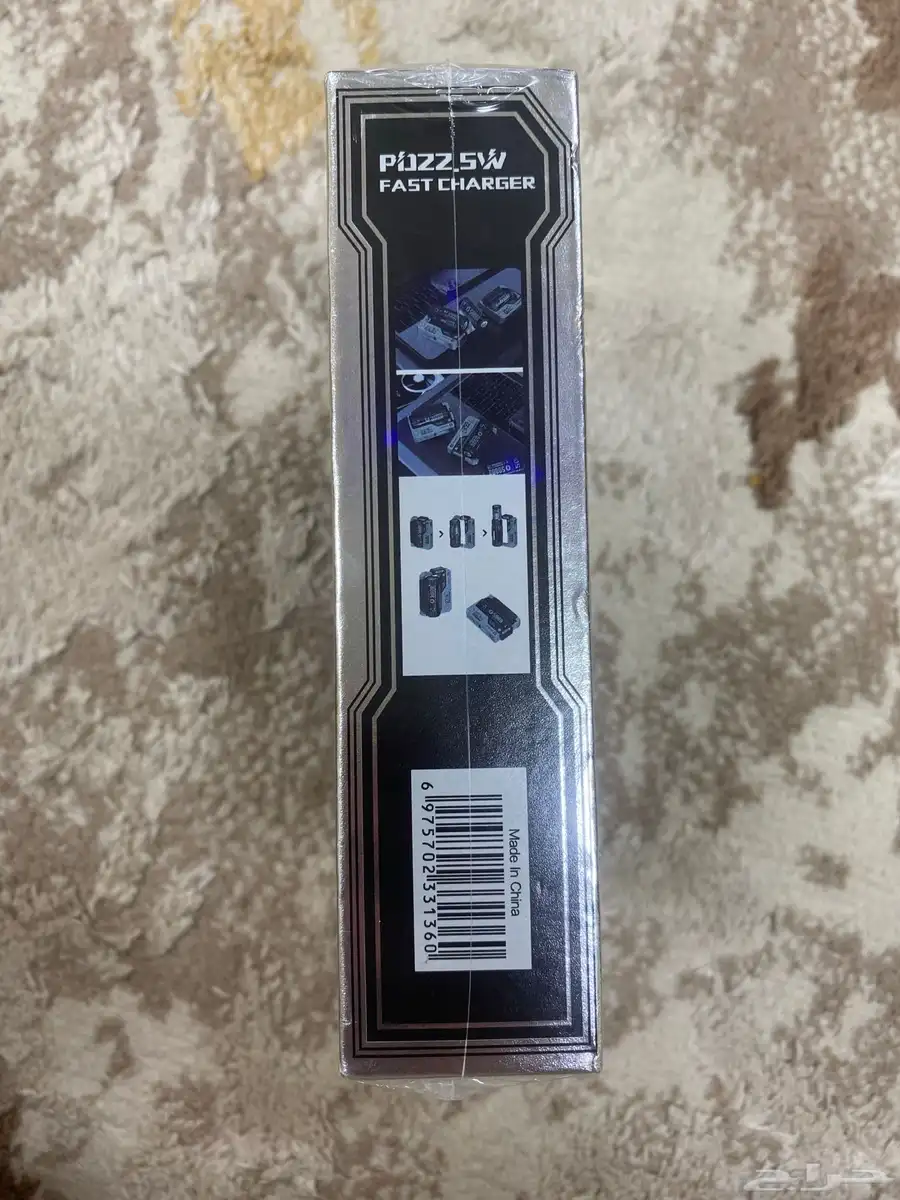 PD22.5W
FAST CHARGER
Made In China
6 975702 331360
حراج